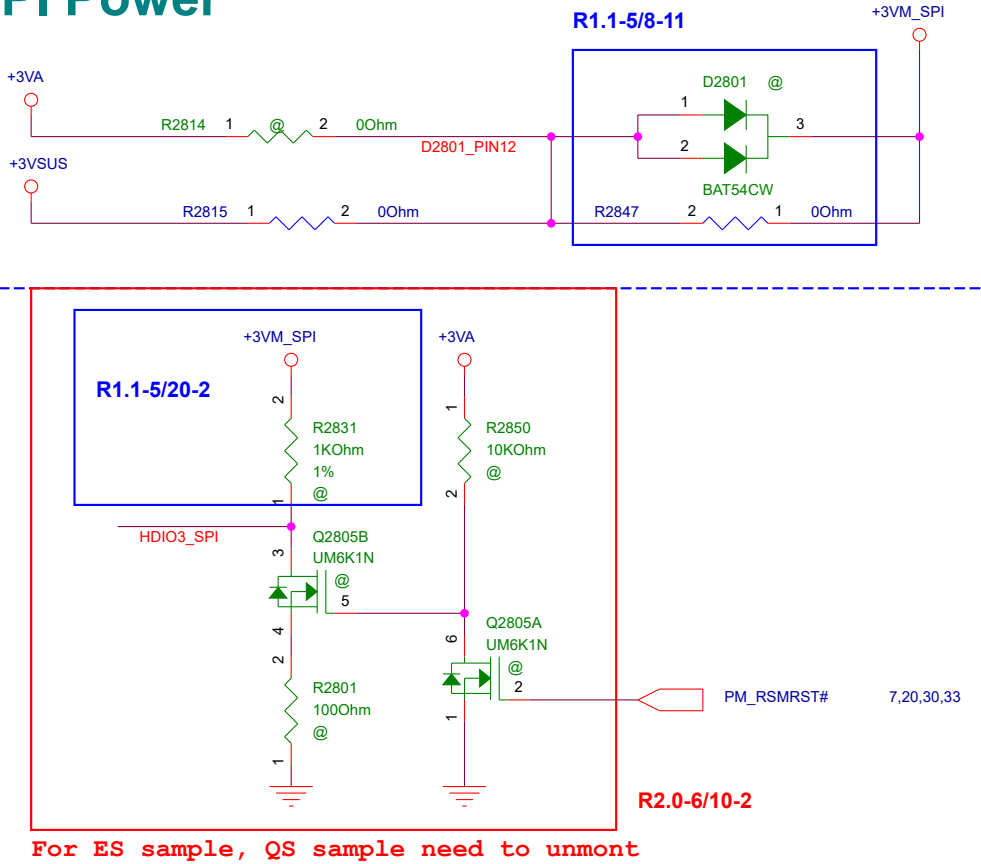 PI Power
R1.1-5/8-11
+3VM_SPI
+3VA
D2801 @
R2814 1 @ 2 0Ohm
1
3
D2801_PIN12
2
+3VSUS
BAT54CW
R2815 1 2 0Ohm
R2847 2 1 0Ohm
+3VM_SPI
+3VA
R1.1-5/20-2
2
R2831
1KOhm
1%
@
1
1
R2850
10KOhm
@
2
HDIO3_SPI
3
Q2805B
UM6K1N
@
5
4
6
Q2805A
UM6K1N
@
2
1
PM_RSMRST# 7,20,30,33
2
R2801
100Ohm
@
1
R2.0-6/10-2
For ES sample, QS sample need to unmont